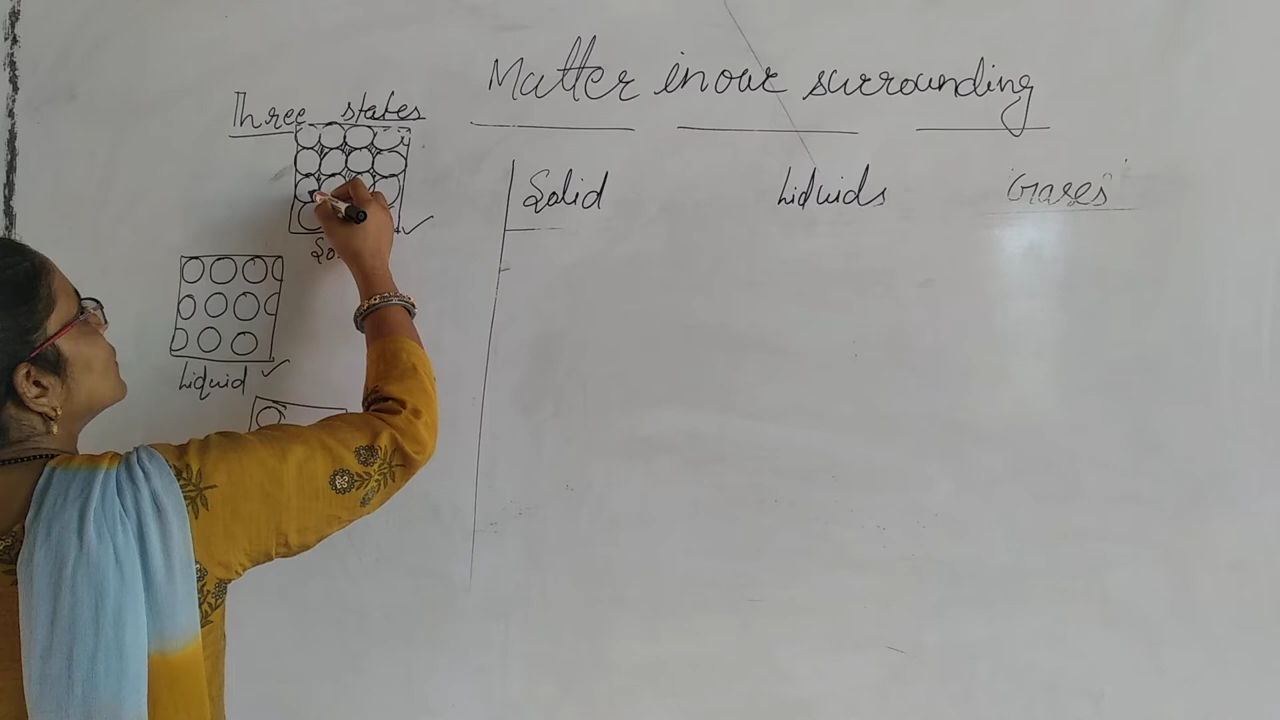 Matter in our surrounding
Three states
Solid Liquids Gases
Liquid